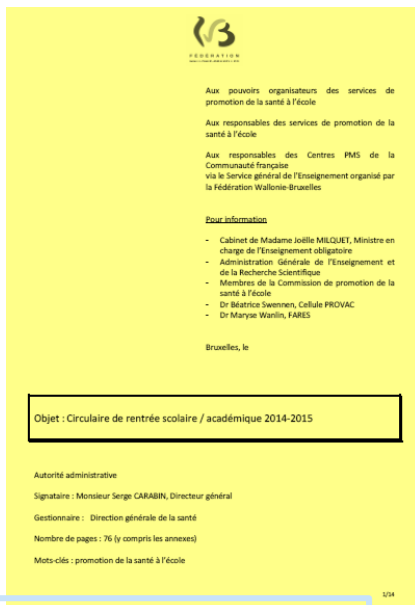 FÉDÉRATION
Aux pouvoirs organisateurs des services de
promotion de la santé à l'école
Aux responsables des services de promotion de la
santé à l'école
Aux responsables des Centres PMS de la
Communauté française
via le Service général de l'Enseignement organisé par
la Fédération Wallonie-Bruxelles
Pour information
- Cabinet de Madame Joëlle MILQUET, Ministre en
charge de l'Enseignement obligatoire
- Administration Générale de l'Enseignement et
de la Recherche Scientifique
- Membres de la Commission de promotion de la
santé à l'école
- Dr Béatrice Swennen, Cellule PROVAC
- Dr Maryse Wanlin, FARES
Bruxelles, le
Objet : Circulaire de rentrée scolaire / académique 2014-2015
Autorité administrative
Signataire : Monsieur Serge CARABIN, Directeur général
Gestionnaire : Direction générale de la santé
Nombre de pages : 76 (y compris les annexes)
Mots-clés : promotion de la santé à l'école
1/14